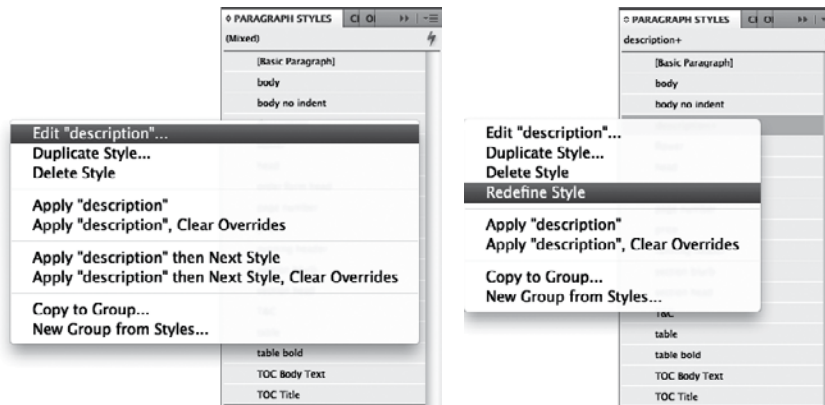 PARAGRAPH STYLES
(Mixed)
[Basic Paragraph]
body
body no indent
Edit "description"...
Duplicate Style...
Delete Style
Apply "description"
Apply "description", Clear Overrides
Apply "description" then Next Style
Apply "description" then Next Style, Clear Overrides
Copy to Group...
New Group from Styles...
table bold
TOC Body Text
TOC Title
PARAGRAPH STYLES
description+
[Basic Paragraph]
body
body no indent
Edit "description"...
Duplicate Style...
Delete Style
Redefine Style
Apply "description"
Apply "description", Clear Overrides
Copy to Group...
New Group from Styles...
T&C
table
table bold
TOC Body Text
TOC Title